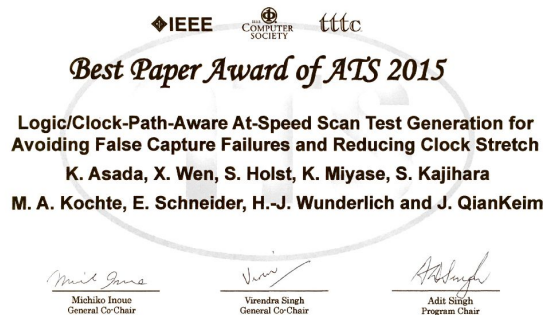 IEEE IEEE COMPUTER SOCIETY tttc
Best Paper Award of ATS 2015
Logic/Clock-Path-Aware At-Speed Scan Test Generation for
Avoiding False Capture Failures and Reducing Clock Stretch
K. Asada, X. Wen, S. Holst, K. Miyase, S. Kajihara
M. A. Kochte, E. Schneider, H.-J. Wunderlich and J. QianKeim
Michiko Inoue Virendra Singh Adit Singh
General Co-Chair General Co-Chair Program Chair